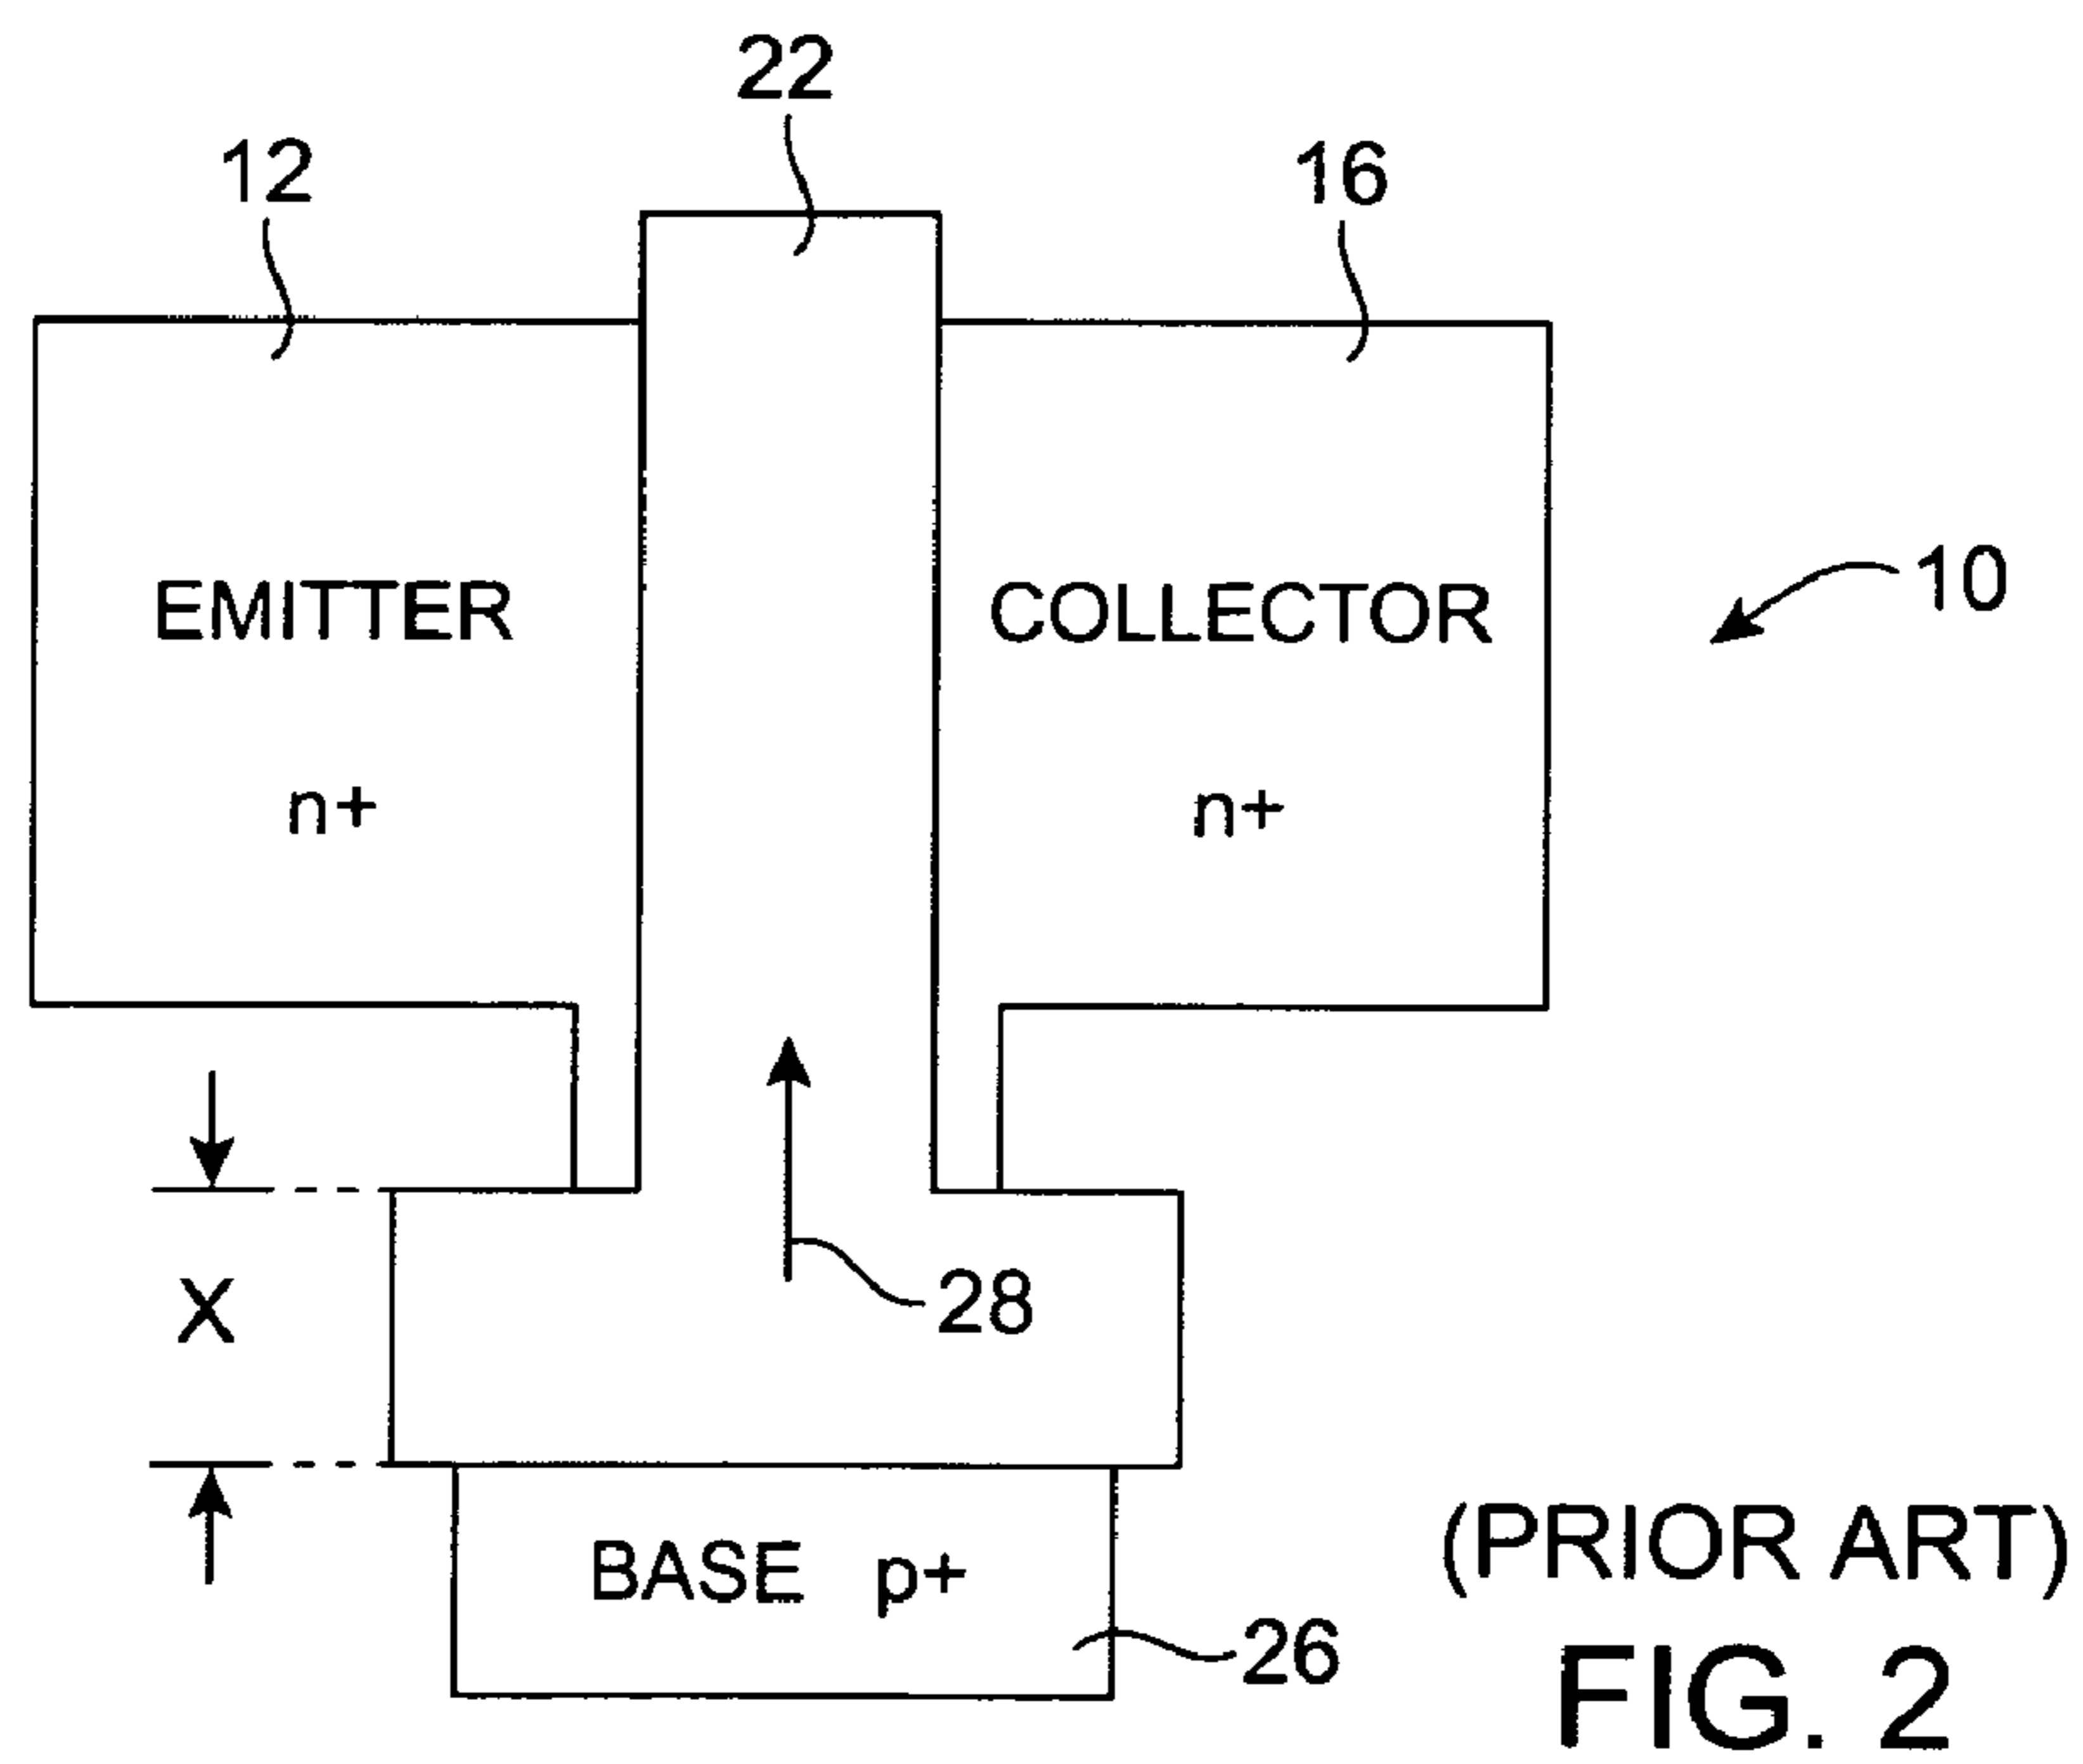 22
12
16
EMITTER
COLLECTOR
10
n+
n+
X
28
BASE p+
26
(PRIOR ART)
FIG. 2